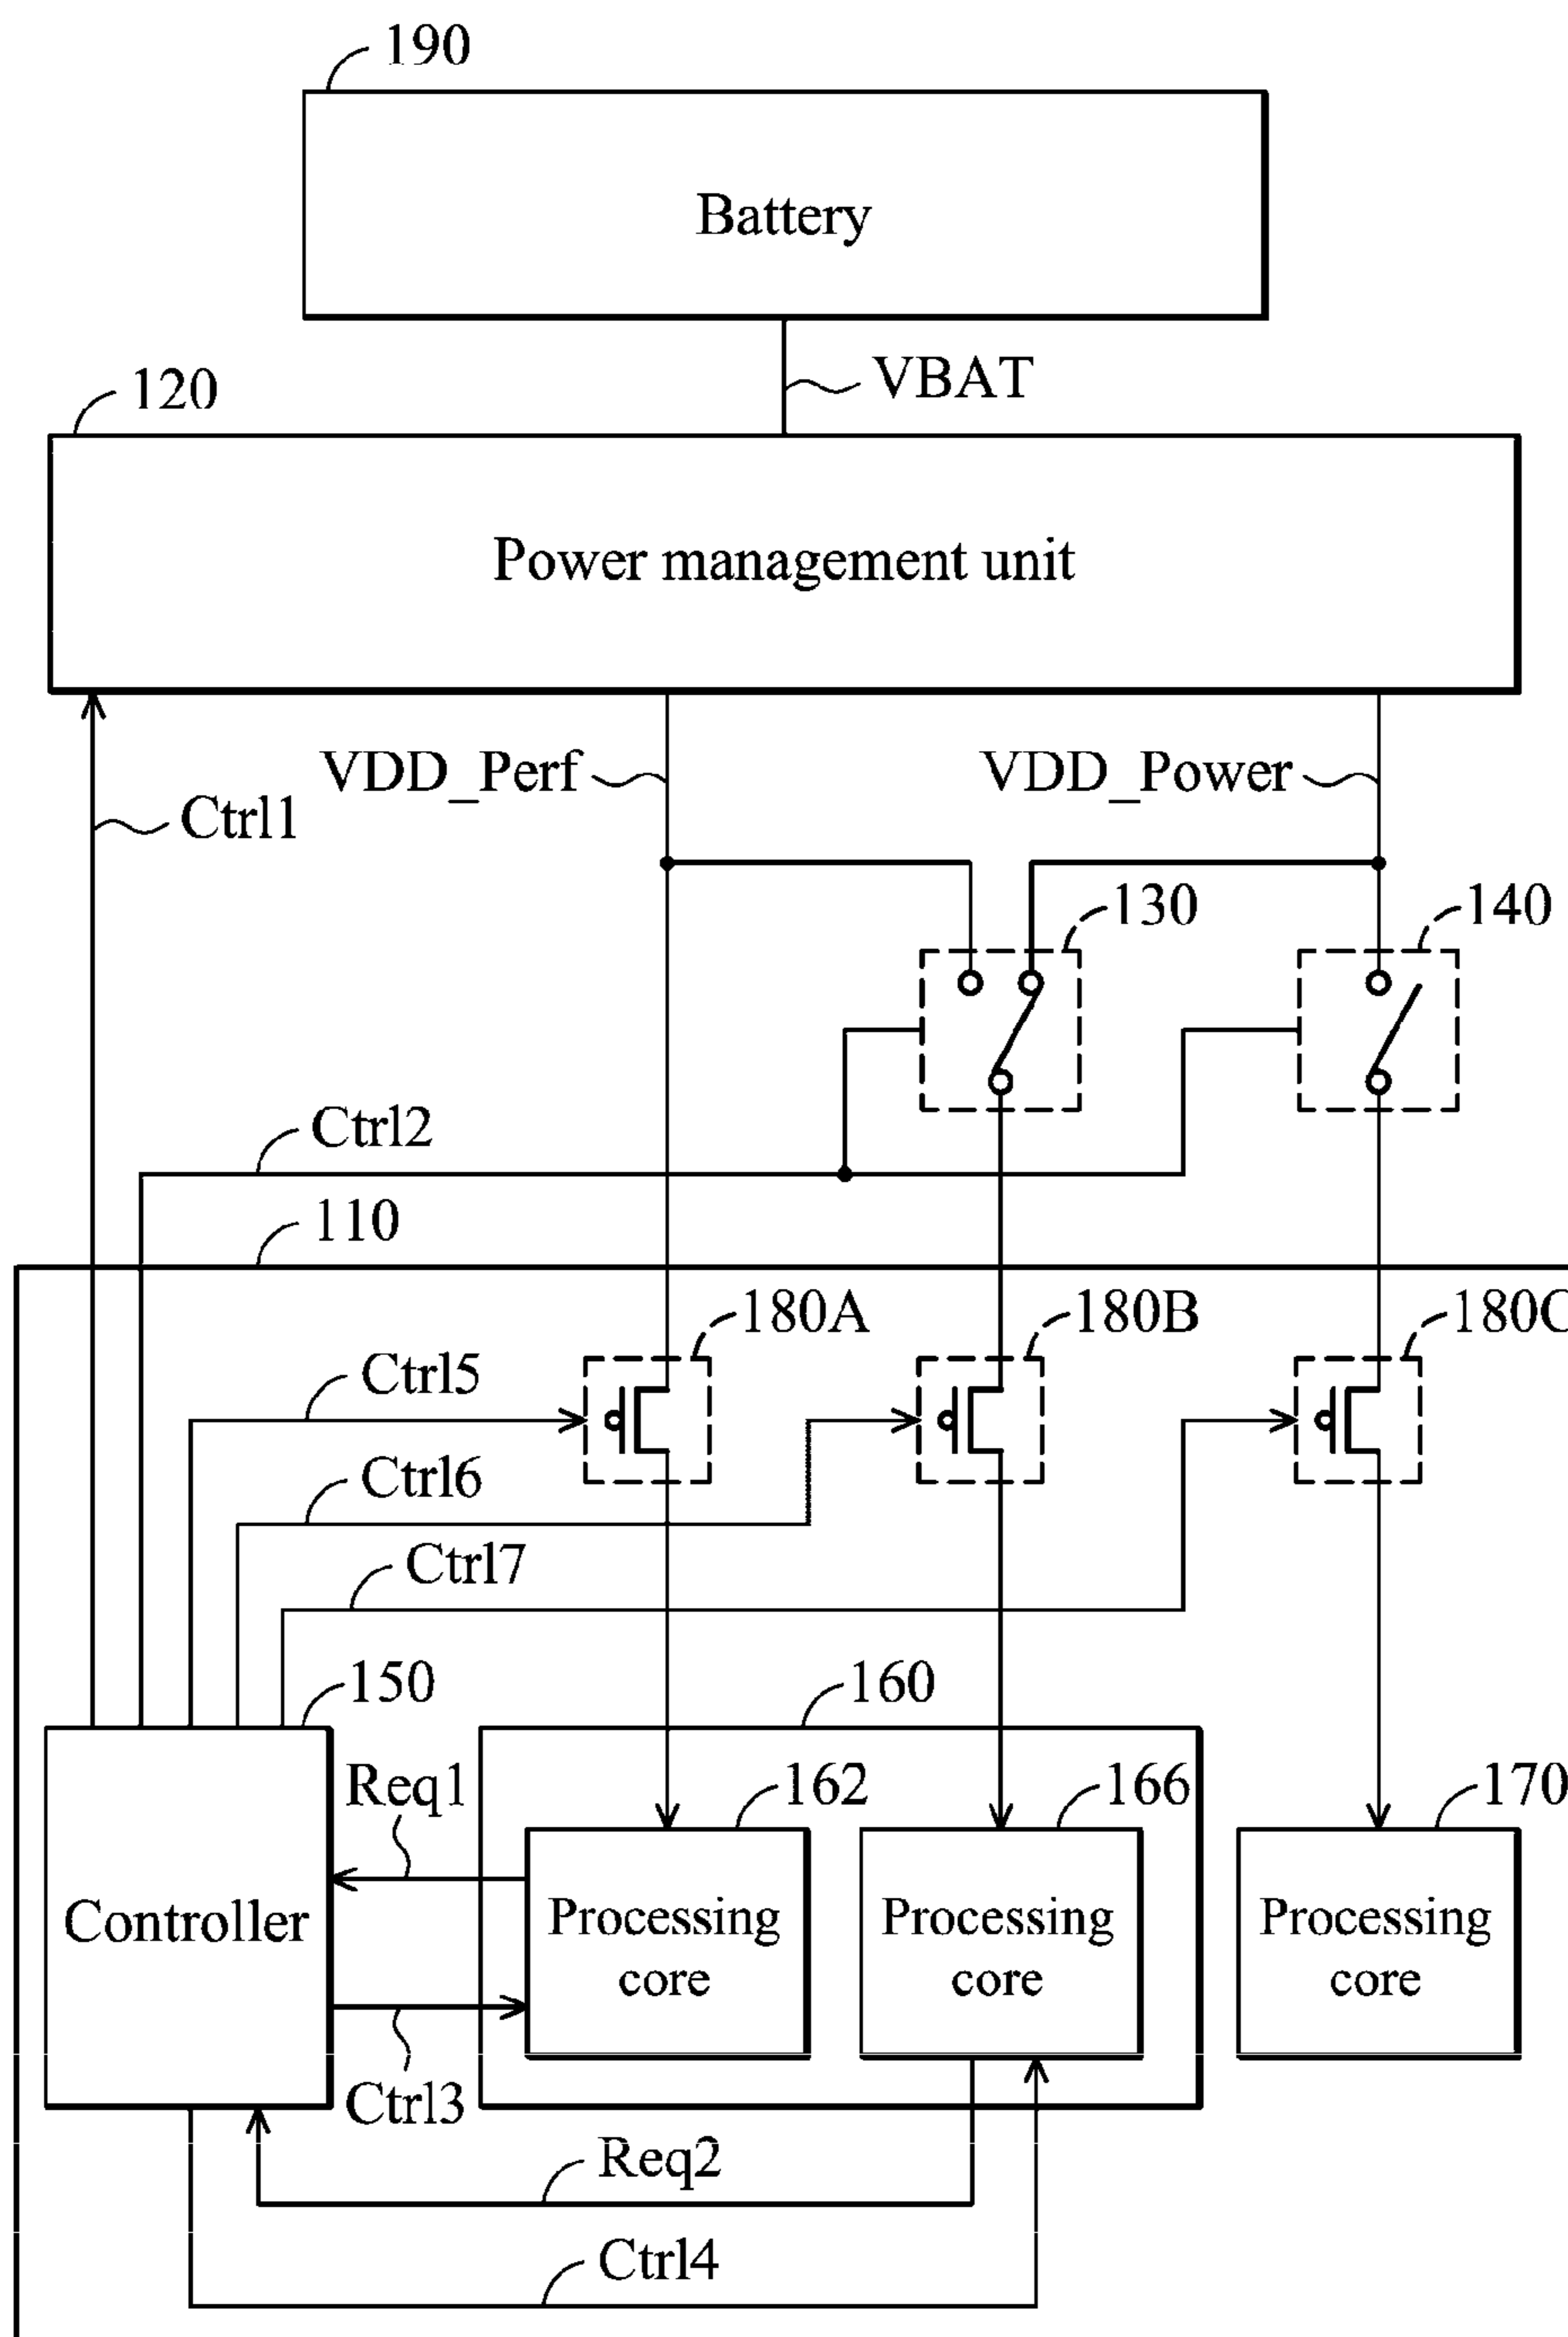 190
Battery
VBAT
120
Power management unit
VDD_Perf
VDD_Power
Ctrl1
130
140
Ctrl2
110
180A
180B
180C
Ctrl5
Ctrl6
Ctrl7
150
160
Req1
162
166
170
Controller
Processing
core
Processing
core
Processing
core
Ctrl3
Req2
Ctrl4